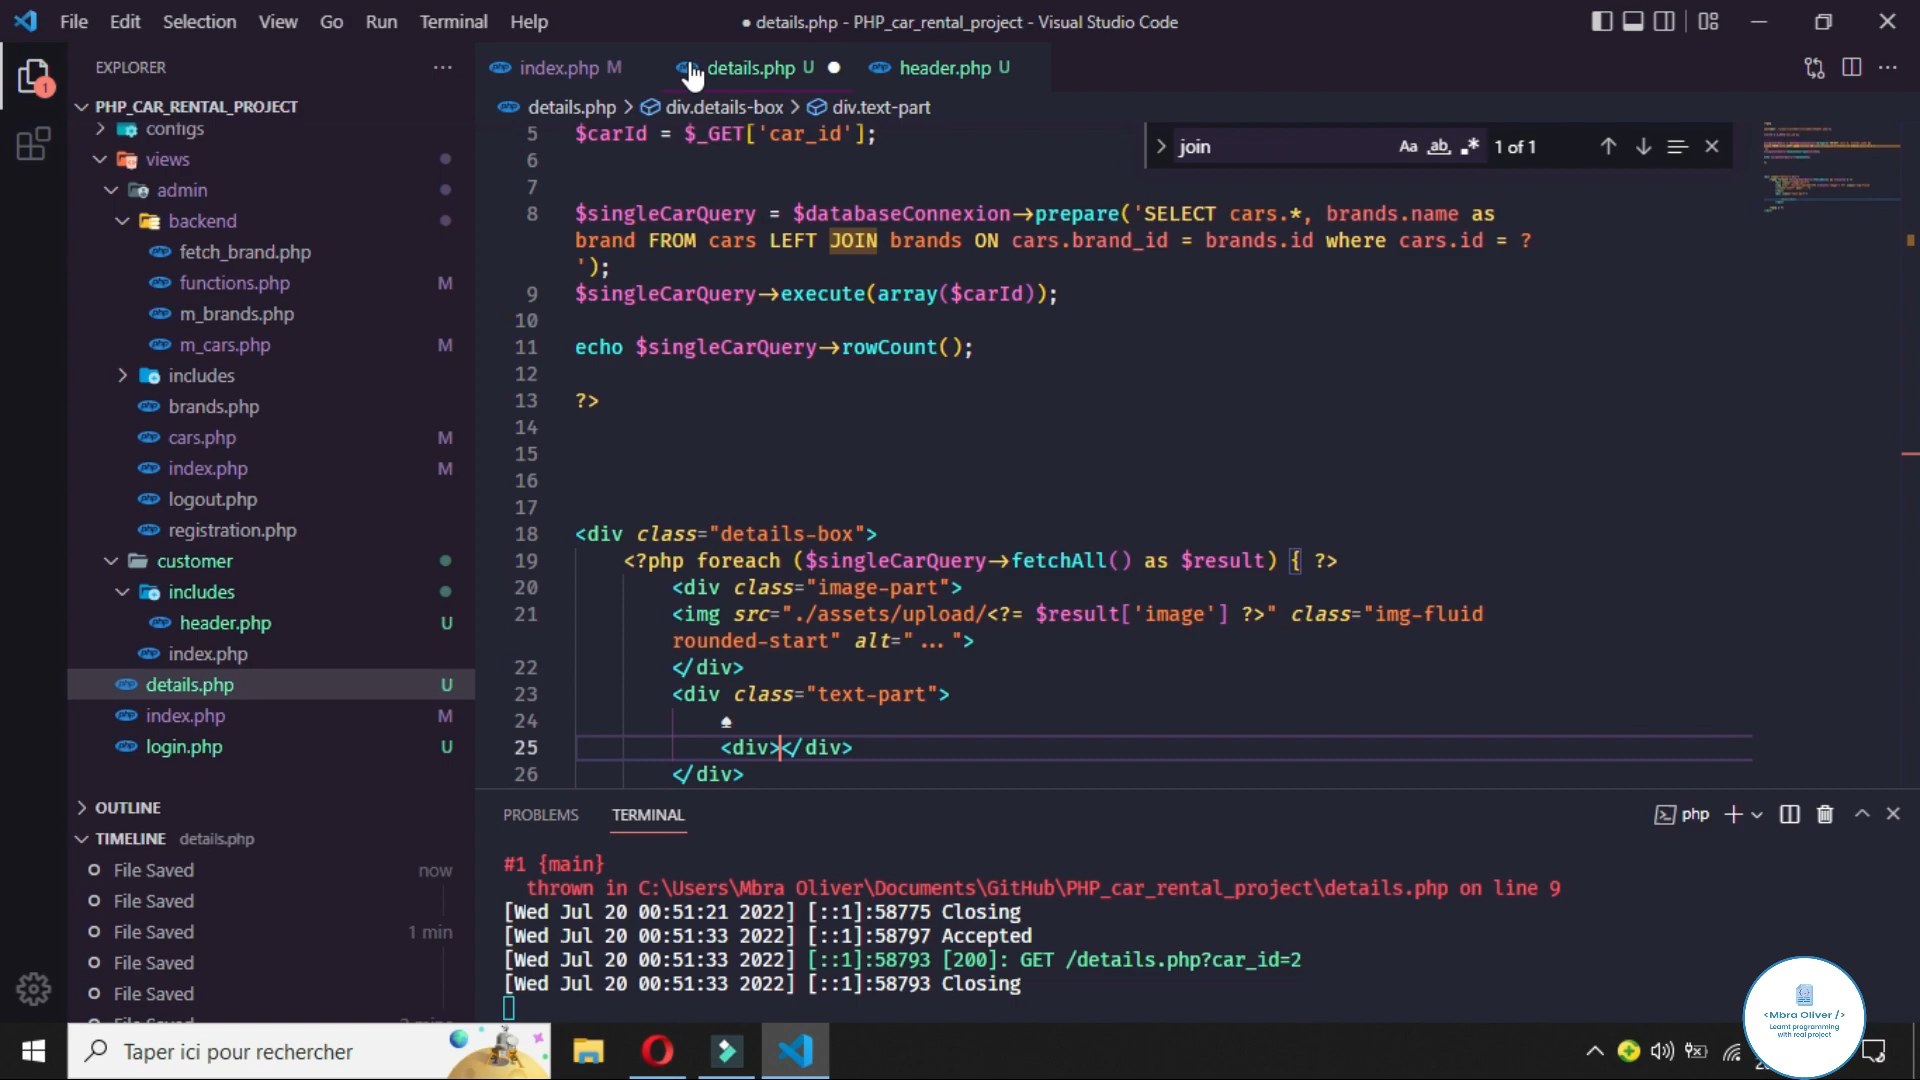 File Edit Selection View Go Run Terminal Help
● details.php - PHP_car_rental_project - Visual Studio Code
EXPLORER
PHP_CAR_RENTAL_PROJECT
configs
views
admin
backend
fetch_brand.php
functions.php M
m_brands.php
m_cars.php M
includes
brands.php
cars.php M
index.php M
logout.php
registration.php
customer
includes
header.php U
index.php
details.php U
index.php M
login.php U
OUTLINE
TIMELINE details.php
File Saved now
File Saved
File Saved 1 min
File Saved
File Saved
index.php M
details.php U
header.php U
details.php > div.details-box > div.text-part
join Aa ab .* 1 of 1
5 $carId = $_GET['car_id'];
6
7
8 $singleCarQuery = $databaseConnexion->prepare('SELECT cars.*, brands.name as
brand FROM cars LEFT JOIN brands ON cars.brand_id = brands.id where cars.id = ?
');
9 $singleCarQuery->execute(array($carId));
10
11 echo $singleCarQuery->rowCount();
12
13 ?>
14
15
16
17
18 <div class="details-box">
19 <?php foreach ($singleCarQuery->fetchAll() as $result) { ?>
20 <div class="image-part">
21 <img src="./assets/upload/<?= $result['image'] ?>" class="img-fluid
rounded-start" alt="...">
22 </div>
23 <div class="text-part">
24 ♠
25 <div></div>
26 </div>
PROBLEMS TERMINAL
php
#1 {main}
thrown in C:\Users\Mbra Oliver\Documents\GitHub\PHP_car_rental_project\details.php on line 9
[Wed Jul 20 00:51:21 2022] [::1]:58775 Closing
[Wed Jul 20 00:51:33 2022] [::1]:58797 Accepted
[Wed Jul 20 00:51:33 2022] [::1]:58793 [200]: GET /details.php?car_id=2
[Wed Jul 20 00:51:33 2022] [::1]:58793 Closing
<Mbra Oliver />
Learnt programming
with real project
Taper ici pour rechercher